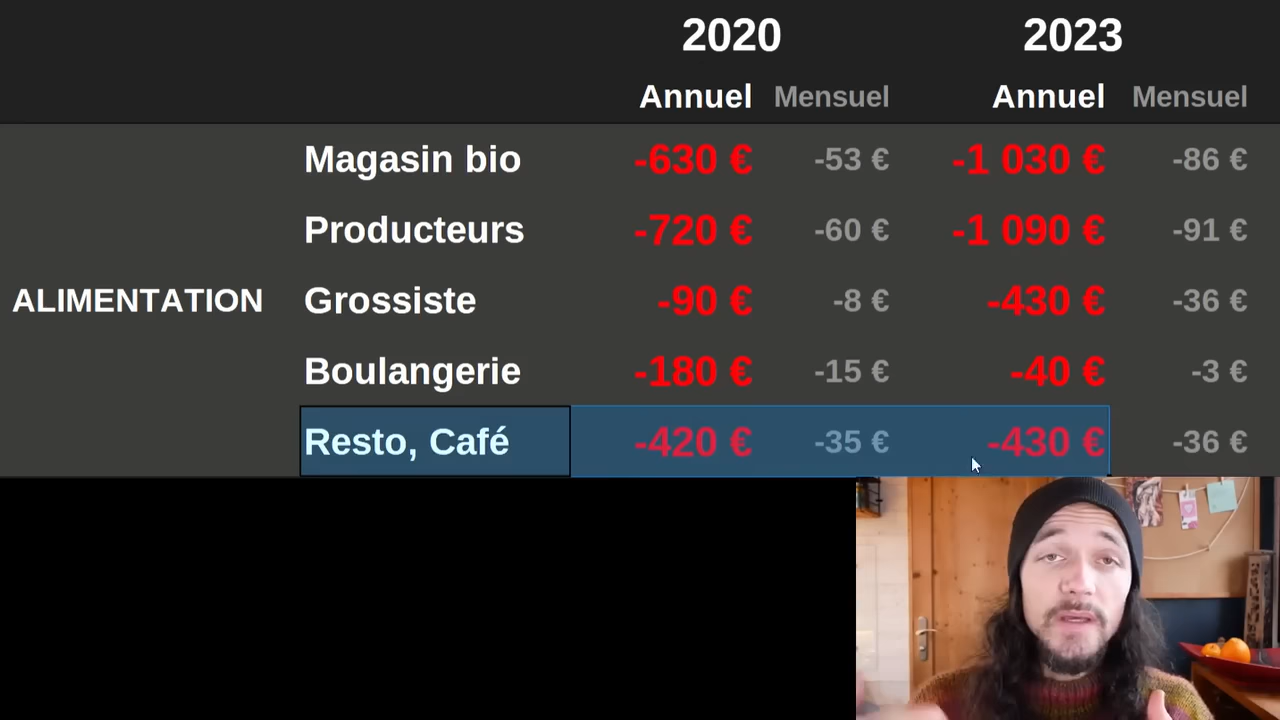 2020 2023
Annuel Mensuel Annuel Mensuel
Magasin bio -630 € -53 € -1 030 € -86 €
Producteurs -720 € -60 € -1 090 € -91 €
ALIMENTATION Grossiste -90 € -8 € -430 € -36 €
Boulangerie -180 € -15 € -40 € -3 €
Resto, Café -420 € -35 € -430 € -36 €